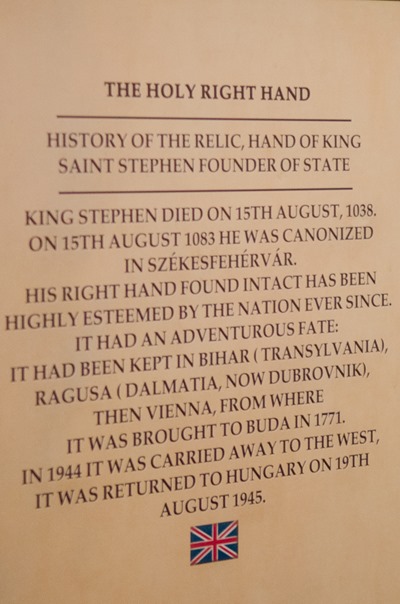 THE HOLY RIGHT HAND
HISTORY OF THE RELIC, HAND OF KING
SAINT STEPHEN FOUNDER OF STATE
KING STEPHEN DIED ON 15TH AUGUST, 1038.
ON 15TH AUGUST 1083 HE WAS CANONIZED
IN SZÉKESFEHÉRVÁR.
HIS RIGHT HAND FOUND INTACT HAS BEEN
HIGHLY ESTEEMED BY THE NATION EVER SINCE.
IT HAD AN ADVENTUROUS FATE:
IT HAD BEEN KEPT IN BIHAR ( TRANSYLVANIA),
RAGUSA ( DALMATIA, NOW DUBROVNIK),
THEN VIENNA, FROM WHERE
IT WAS BROUGHT TO BUDA IN 1771.
IN 1944 IT WAS CARRIED AWAY TO THE WEST,
IT WAS RETURNED TO HUNGARY ON 19TH
AUGUST 1945.